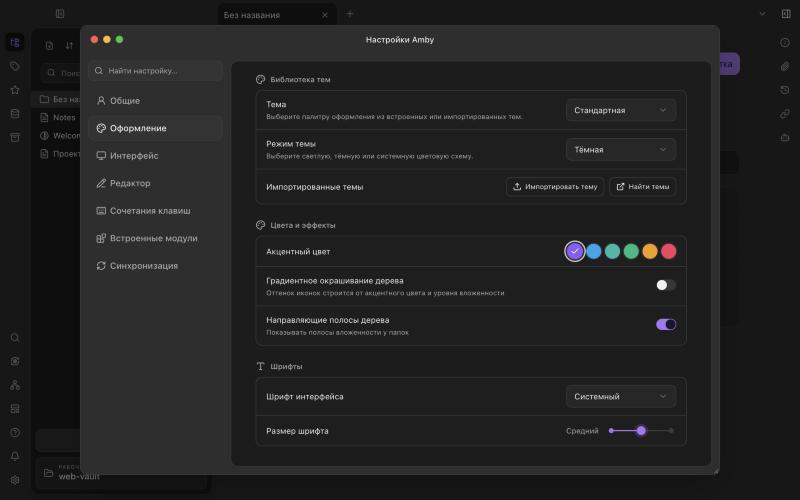 Без названия
Настройки Amby
Найти настройку...
Общие
Оформление
Интерфейс
Редактор
Сочетания клавиш
Встроенные модули
Синхронизация
Библиотека тем
Тема
Выберите палитру оформления из встроенных или импортированных тем.
Стандартная
Режим темы
Выберите светлую, тёмную или системную цветовую схему.
Тёмная
Импортированные темы
Импортировать тему
Найти темы
Цвета и эффекты
Акцентный цвет
Градиентное окрашивание дерева
Оттенок иконок строится от акцентного цвета и уровня вложенности
Направляющие полосы дерева
Показывать полосы вложенности у папок
Шрифты
Шрифт интерфейса
Системный
Размер шрифта
Средний
Без
Notes
web-vault